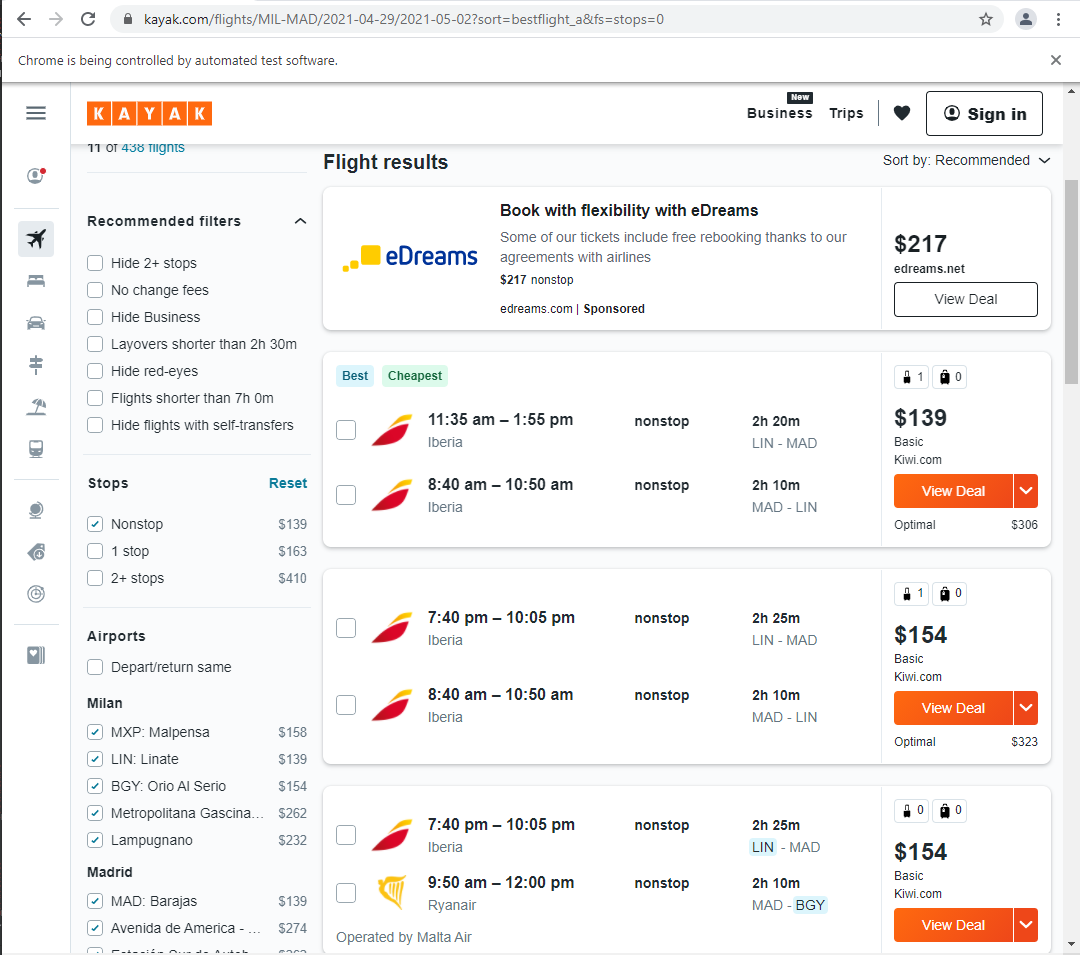 kayak.com/flights/MIL-MAD/2021-04-29/2021-05-02?sort=bestflight_a&fs=stops=0
Chrome is being controlled by automated test software.
KAYAK
New
Business
Trips
Sign in
11 of 438 flights
Recommended filters
Hide 2+ stops
No change fees
Hide Business
Layovers shorter than 2h 30m
Hide red-eyes
Flights shorter than 7h 0m
Hide flights with self-transfers
Stops Reset
Nonstop $139
1 stop $163
2+ stops $410
Airports
Depart/return same
Milan
MXP: Malpensa $158
LIN: Linate $139
BGY: Orio Al Serio $154
Metropolitana Gascina... $262
Lampugnano $232
Madrid
MAD: Barajas $139
Avenida de America - ... $274
Flight results
Sort by: Recommended
eDreams
Book with flexibility with eDreams
Some of our tickets include free rebooking thanks to our
agreements with airlines
$217 nonstop
edreams.com | Sponsored
$217
edreams.net
View Deal
Best Cheapest
11:35 am – 1:55 pm nonstop 2h 20m
Iberia LIN - MAD
8:40 am – 10:50 am nonstop 2h 10m
Iberia MAD - LIN
1 0
$139
Basic
Kiwi.com
View Deal
Optimal $306
7:40 pm – 10:05 pm nonstop 2h 25m
Iberia LIN - MAD
8:40 am – 10:50 am nonstop 2h 10m
Iberia MAD - LIN
1 0
$154
Basic
Kiwi.com
View Deal
Optimal $323
7:40 pm – 10:05 pm nonstop 2h 25m
Iberia LIN - MAD
9:50 am – 12:00 pm nonstop 2h 10m
Ryanair MAD - BGY
Operated by Malta Air
0 0
$154
Basic
Kiwi.com
View Deal